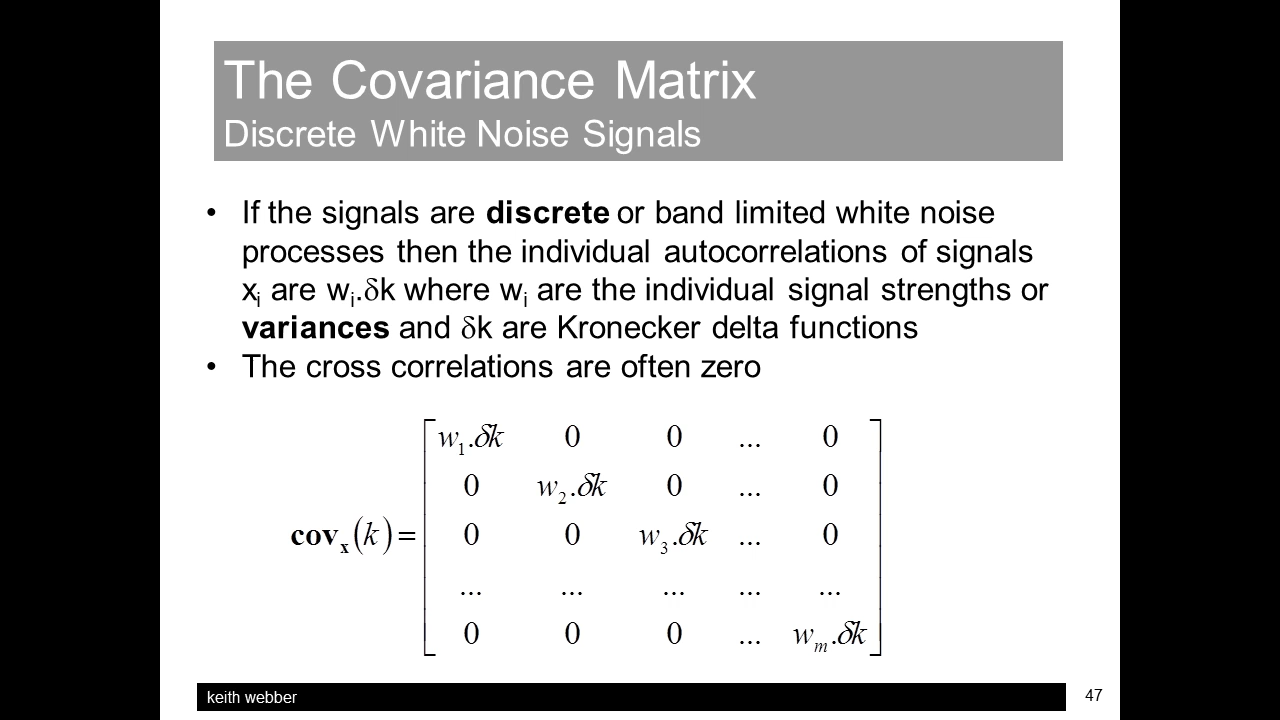 The Covariance Matrix
Discrete White Noise Signals
• If the signals are discrete or band limited white noise
processes then the individual autocorrelations of signals
xᵢ are wᵢ.δk where wᵢ are the individual signal strengths or
variances and δk are Kronecker delta functions
• The cross correlations are often zero
w₁.δk 0 0 ... 0
0 w₂.δk 0 ... 0
covₓ(k) = 0 0 w₃.δk ... 0
... ... ... ... ...
0 0 0 ... wₘ.δk
keith webber 47